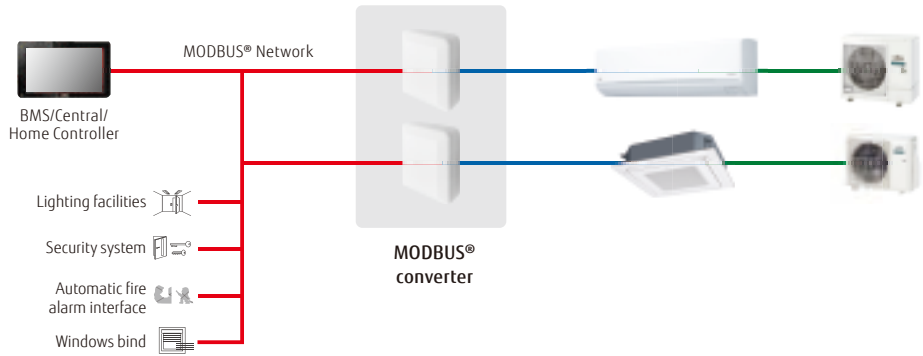 MODBUS® Network
BMS/Central/
Home Controller
Lighting facilities
Security system
Automatic fire
alarm interface
Windows bind
MODBUS®
converter